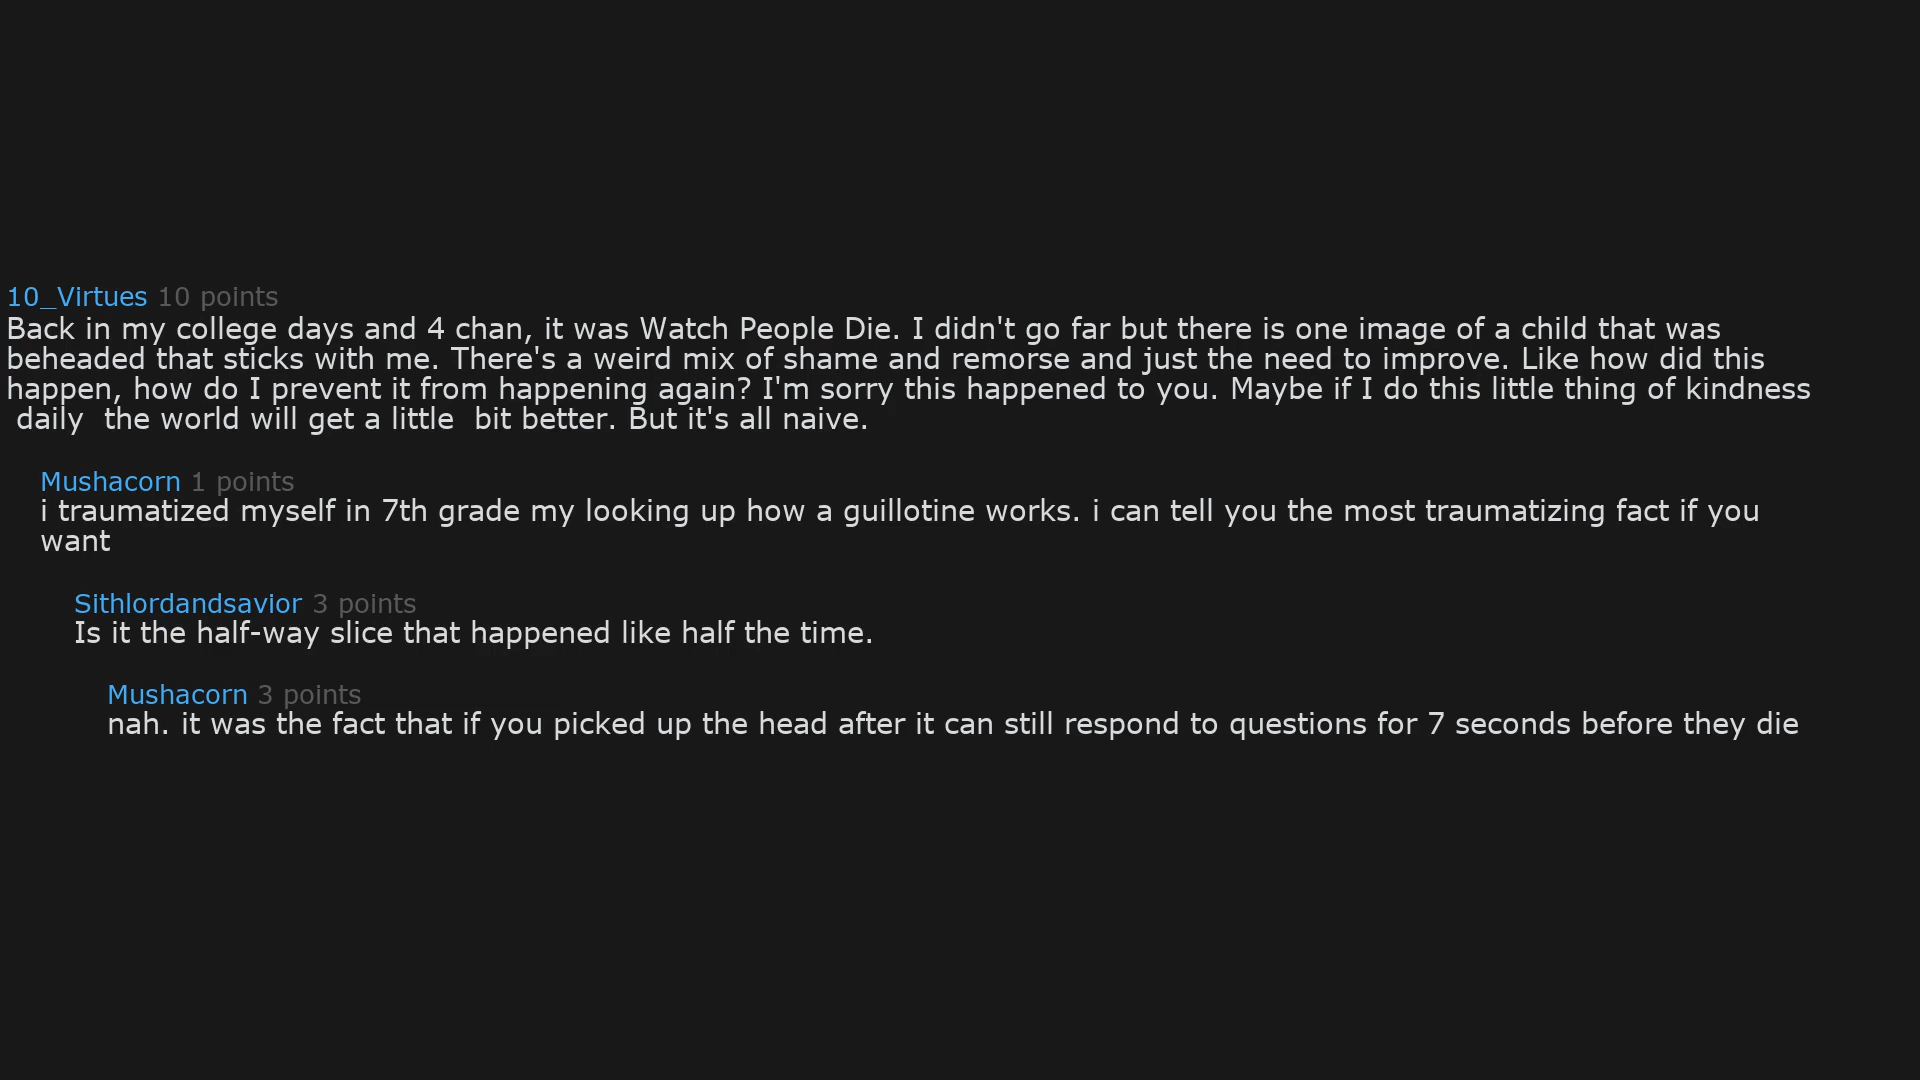 10_Virtues 10 points
Back in my college days and 4 chan, it was Watch People Die. I didn't go far but there is one image of a child that was
beheaded that sticks with me. There's a weird mix of shame and remorse and just the need to improve. Like how did this
happen, how do I prevent it from happening again? I'm sorry this happened to you. Maybe if I do this little thing of kindness
daily  the world will get a little  bit better. But it's all naive.
Mushacorn 1 points
i traumatized myself in 7th grade my looking up how a guillotine works. i can tell you the most traumatizing fact if you
want
Sithlordandsavior 3 points
Is it the half-way slice that happened like half the time.
Mushacorn 3 points
nah. it was the fact that if you picked up the head after it can still respond to questions for 7 seconds before they die